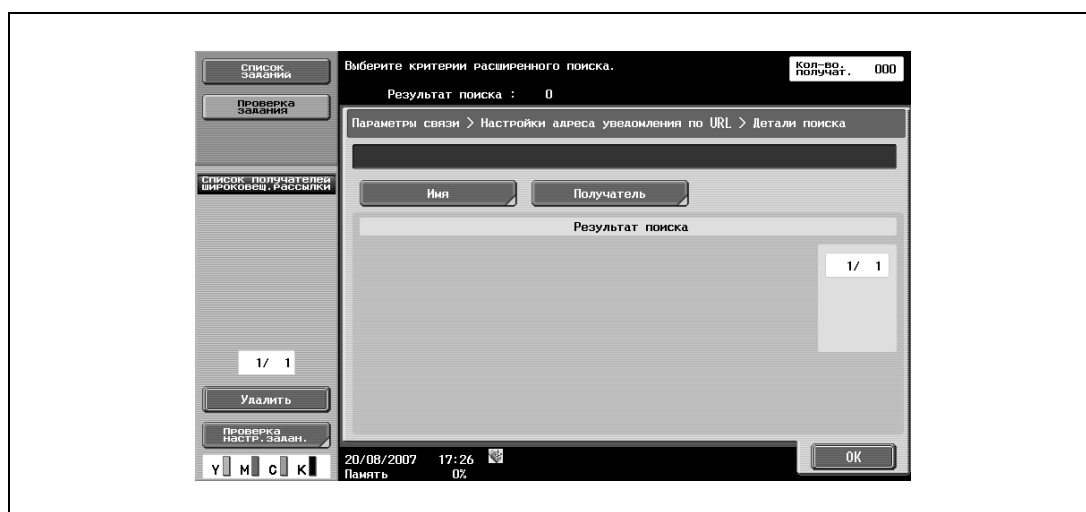 Список
заданий
Проверка
задания
Список получателей
широковещ.рассылки
1/ 1
Удалить
Проверка
настр.задан.
Y M C K
Выберите критерии расширенного поиска.
Кол-во.
получат. 000
Результат поиска : 0
Параметры связи > Настройки адреса уведомления по URL > Детали поиска
Имя
Получатель
Результат поиска
1/ 1
20/08/2007 17:26
Память 0%
OK